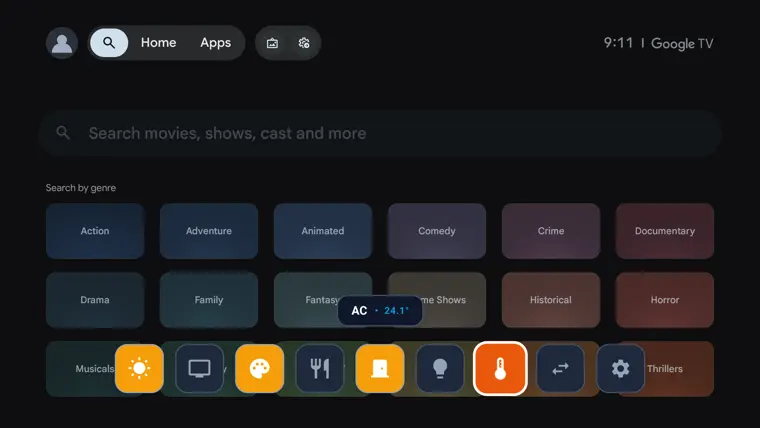 Home
Apps
9:11 | Google TV
Search movies, shows, cast and more
Search by genre
Action
Adventure
Animated
Comedy
Crime
Documentary
Drama
Family
Fantasy
Historical
Horror
AC · 24.1°
Musicals
Thrillers